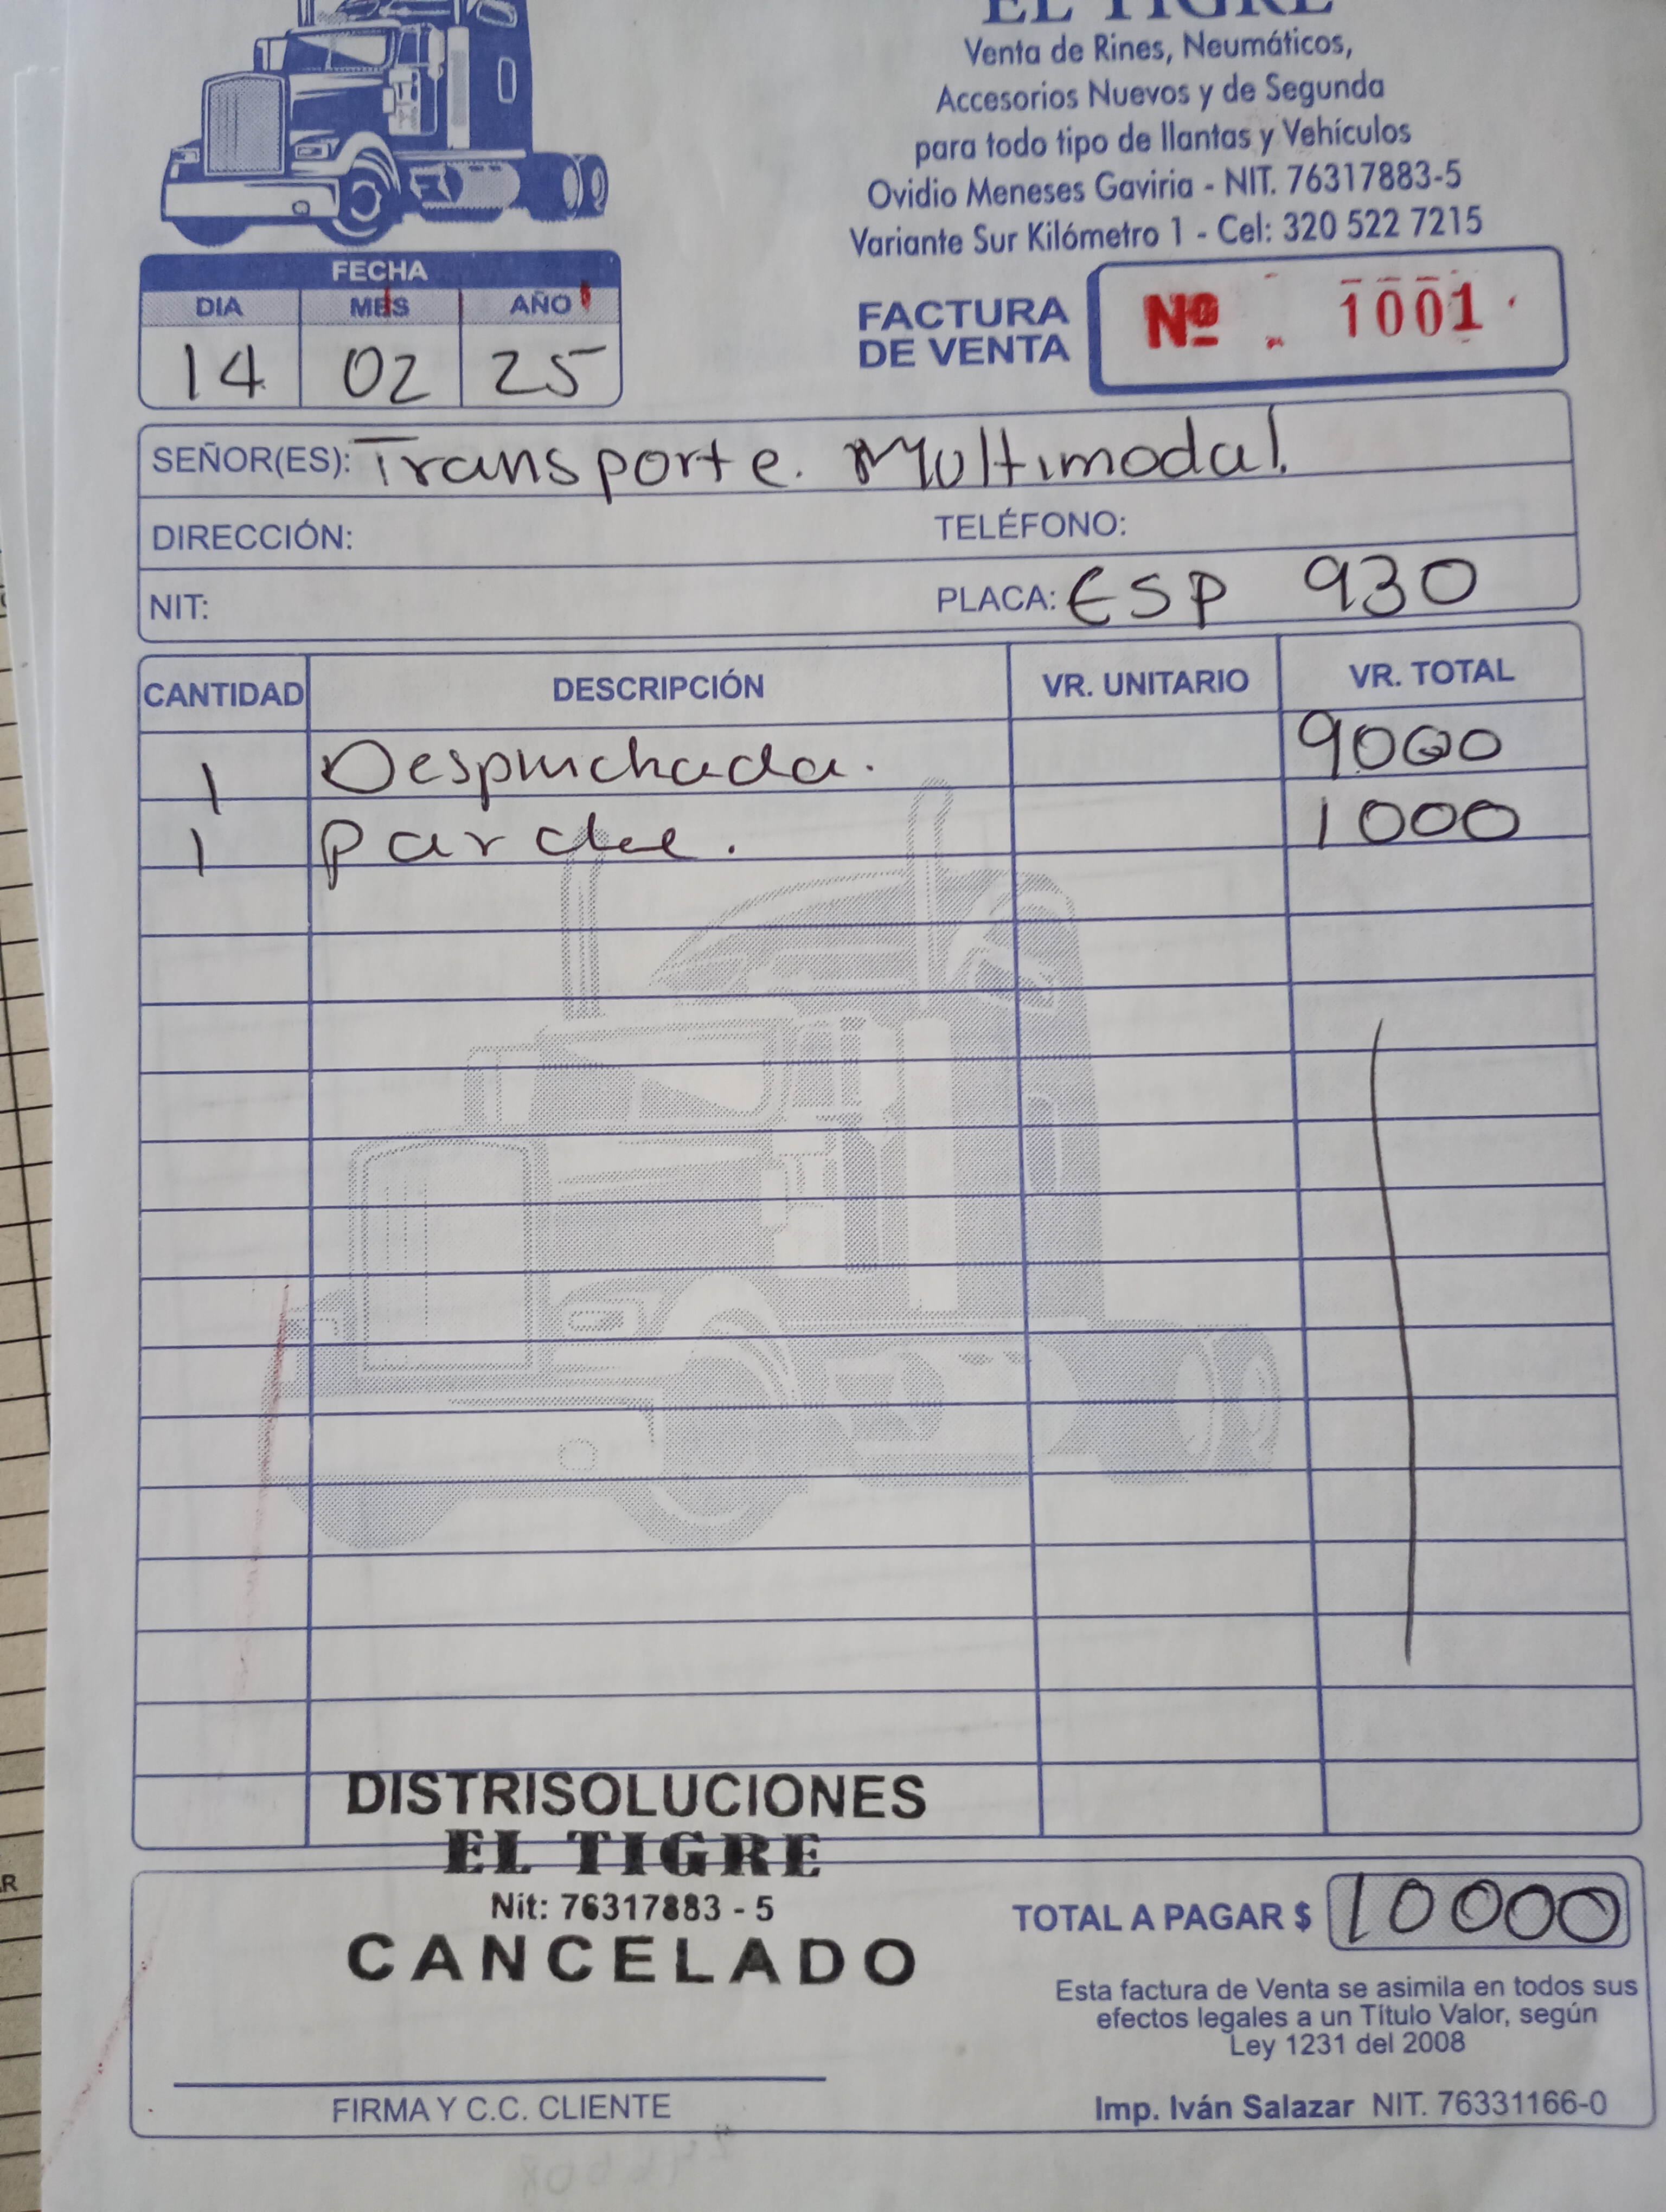 EL TIGRE
Venta de Rines, Neumáticos,
Accesorios Nuevos y de Segunda
para todo tipo de llantas y Vehículos
Ovidio Meneses Gaviria - NIT. 76317883-5
Variante Sur Kilómetro 1 - Cel: 320 522 7215
FECHA
DIA MES AÑO
14 02 25
FACTURA
DE VENTA
Nº 1001
SEÑOR(ES): Transporte. Multimodal.
DIRECCIÓN: TELÉFONO:
NIT: PLACA: ESP 930
CANTIDAD DESCRIPCIÓN VR. UNITARIO VR. TOTAL
1 Despinchada. 9000
1 1000
DISTRISOLUCIONES
EL TIGRE
Nit: 76317883 - 5
CANCELADO
TOTAL A PAGAR $ 10000
Esta factura de Venta se asimila en todos sus
efectos legales a un Título Valor, según
Ley 1231 del 2008
FIRMA Y C.C. CLIENTE
Imp. Iván Salazar NIT. 76331166-0